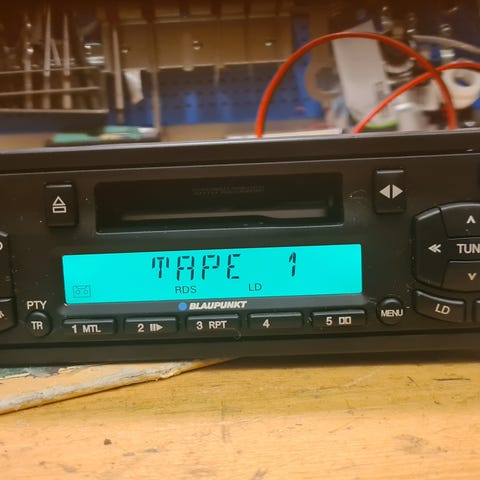 TAPE 1
RDS LD
BLAUPUNKT
PTY
TR
1 MTL
2
3 RPT
4
5
MENU
TUN
LD